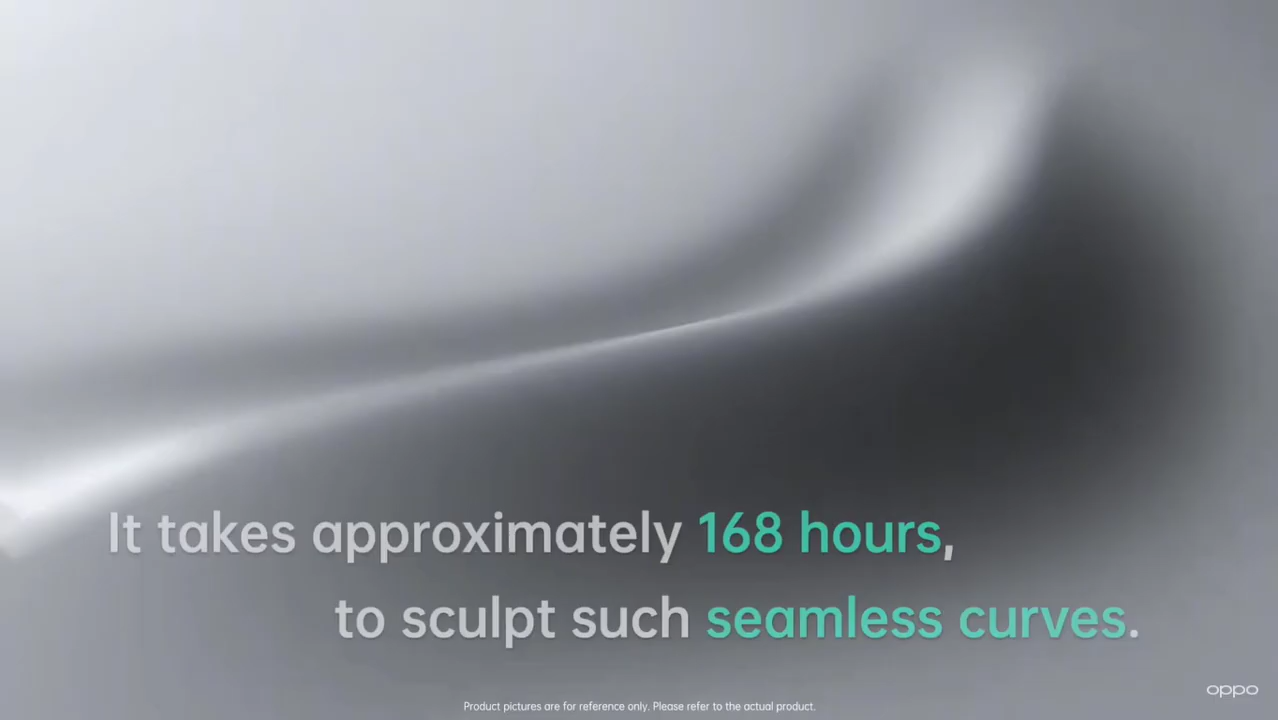 It takes approximately 168 hours,
to sculpt such seamless curves.
oppo
Product pictures are for reference only. Please refer to the actual product.